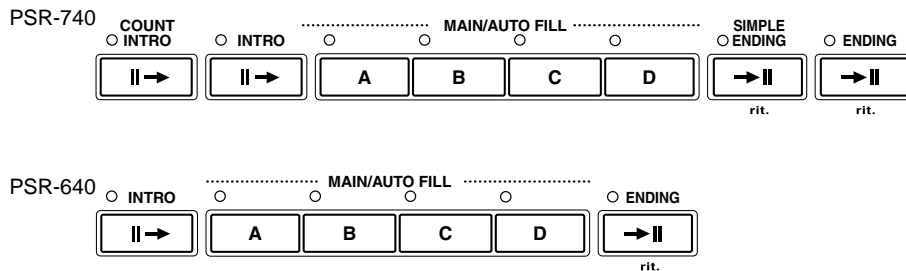 PSR-740
COUNT INTRO
INTRO
MAIN/AUTO FILL
SIMPLE ENDING
ENDING
A
B
C
D
rit.
rit.
PSR-640
INTRO
MAIN/AUTO FILL
ENDING
A
B
C
D
rit.